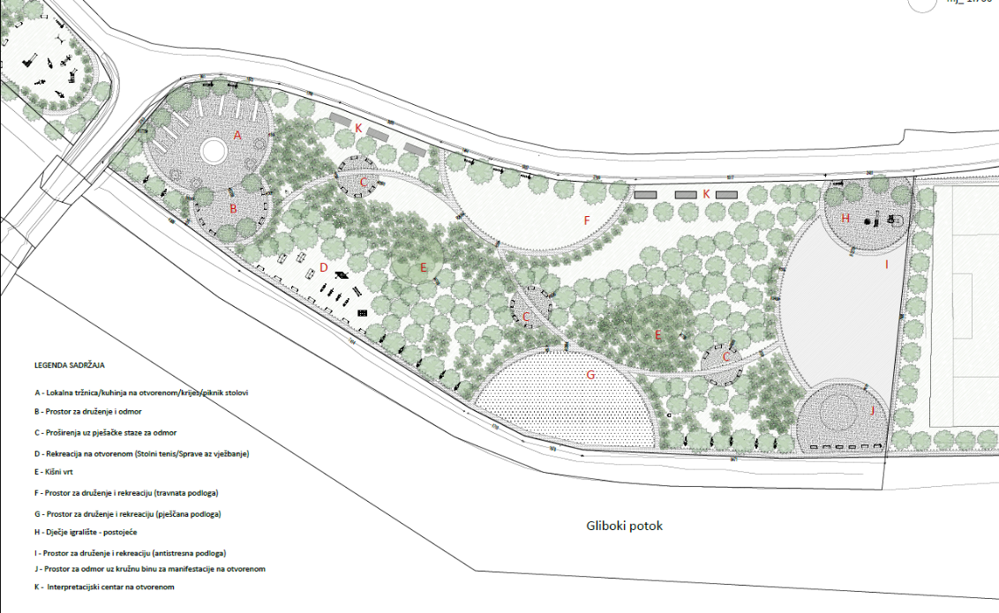 A
K
C
B
F
K
H
I
D
E
C
E
C
G
J
LEGENDA SADRŽAJA
A - Lokalna tržnica/kuhinja na otvorenom/krijes/piknik stolovi
B - Prostor za druženje i odmor
C - Proširenja uz pješačke staze za odmor
D - Rekreacija na otvorenom (Stolni tenis/Sprave az vježbanje)
E - Kišni vrt
F - Prostor za druženje i rekreaciju (travnata podloga)
G - Prostor za druženje i rekreaciju (pješčana podloga)
H - Dječje igralište - postojeće
I - Prostor za druženje i rekreaciju (antistresna podloga)
J - Prostor za odmor uz kružnu binu za manifestacije na otvorenom
K - Interpretacijski centar na otvorenom
Gliboki potok